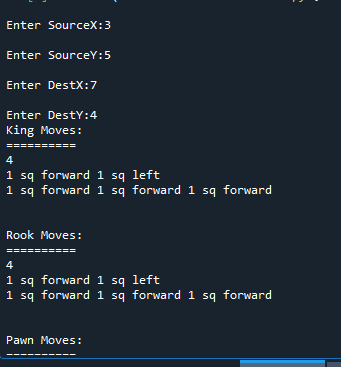 Enter SourceX:3
Enter SourceY:5
Enter DestX:7
Enter DestY:4
King Moves:
==========
4
1 sq forward 1 sq left
1 sq forward 1 sq forward 1 sq forward
Rook Moves:
==========
4
1 sq forward 1 sq left
1 sq forward 1 sq forward 1 sq forward
Pawn Moves:
==========